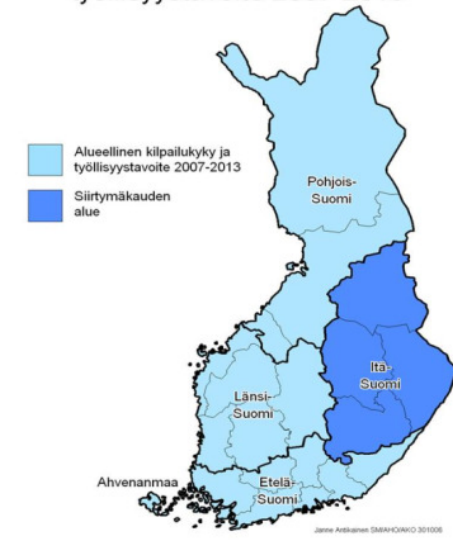 Alueellinen kilpailukyky ja
työllisyystavoite 2007-2013
Siirtymäkauden
alue
Pohjois-
Suomi
Itä-
Suomi
Länsi-
Suomi
Etelä-
Suomi
Ahvenanmaa
Janne Antikainen SM/AHO/AKO 301006